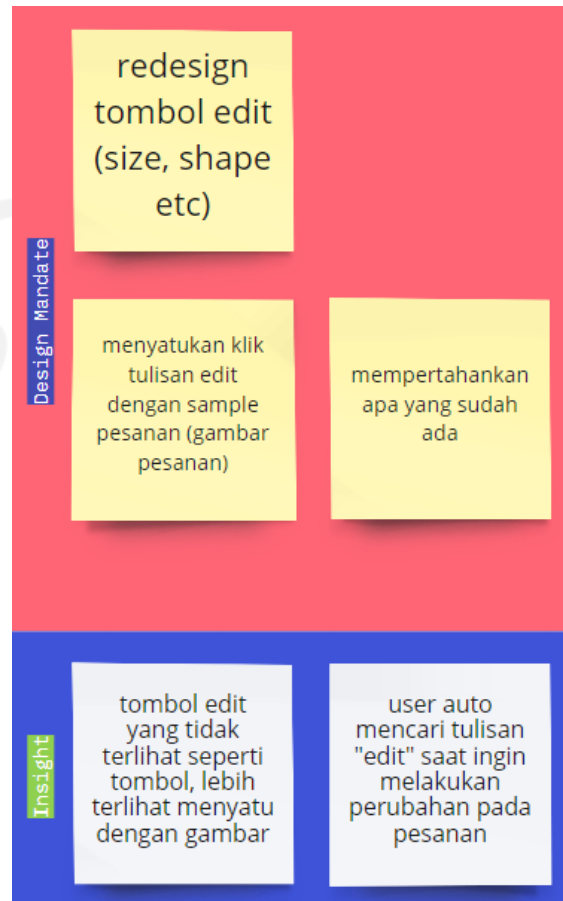 redesign
tombol edit
(size, shape
etc)
Design Mandate
menyatukan klik
tulisan edit
dengan sample
pesanan (gambar
pesanan)
mempertahankan
apa yang sudah
ada
Insight
tombol edit
yang tidak
terlihat seperti
tombol, lebih
terlihat menyatu
dengan gambar
user auto
mencari tulisan
"edit" saat ingin
melakukan
perubahan pada
pesanan